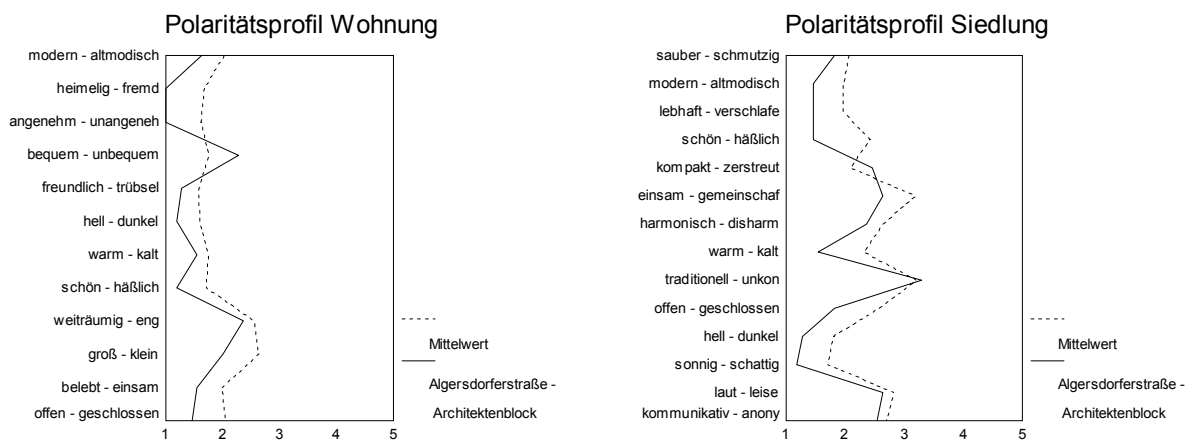 Polaritätsprofil Wohnung
modern - altmodisch
heimelig - fremd
angenehm - unangeneh
bequem - unbequem
freundlich - trübsel
hell - dunkel
warm - kalt
schön - häßlich
weiträumig - eng
groß - klein
belebt - einsam
offen - geschlossen
1 2 3 4 5
Mittelwert
Algersdorferstraße -
Architektenblock
Polaritätsprofil Siedlung
sauber - schmutzig
modern - altmodisch
lebhaft - verschlafe
schön - häßlich
kompakt - zerstreut
einsam - gemeinschaf
harmonisch - disharm
warm - kalt
traditionell - unkon
offen - geschlossen
hell - dunkel
sonnig - schattig
laut - leise
kommunikativ - anony
1 2 3 4 5
Mittelwert
Algersdorferstraße -
Architektenblock